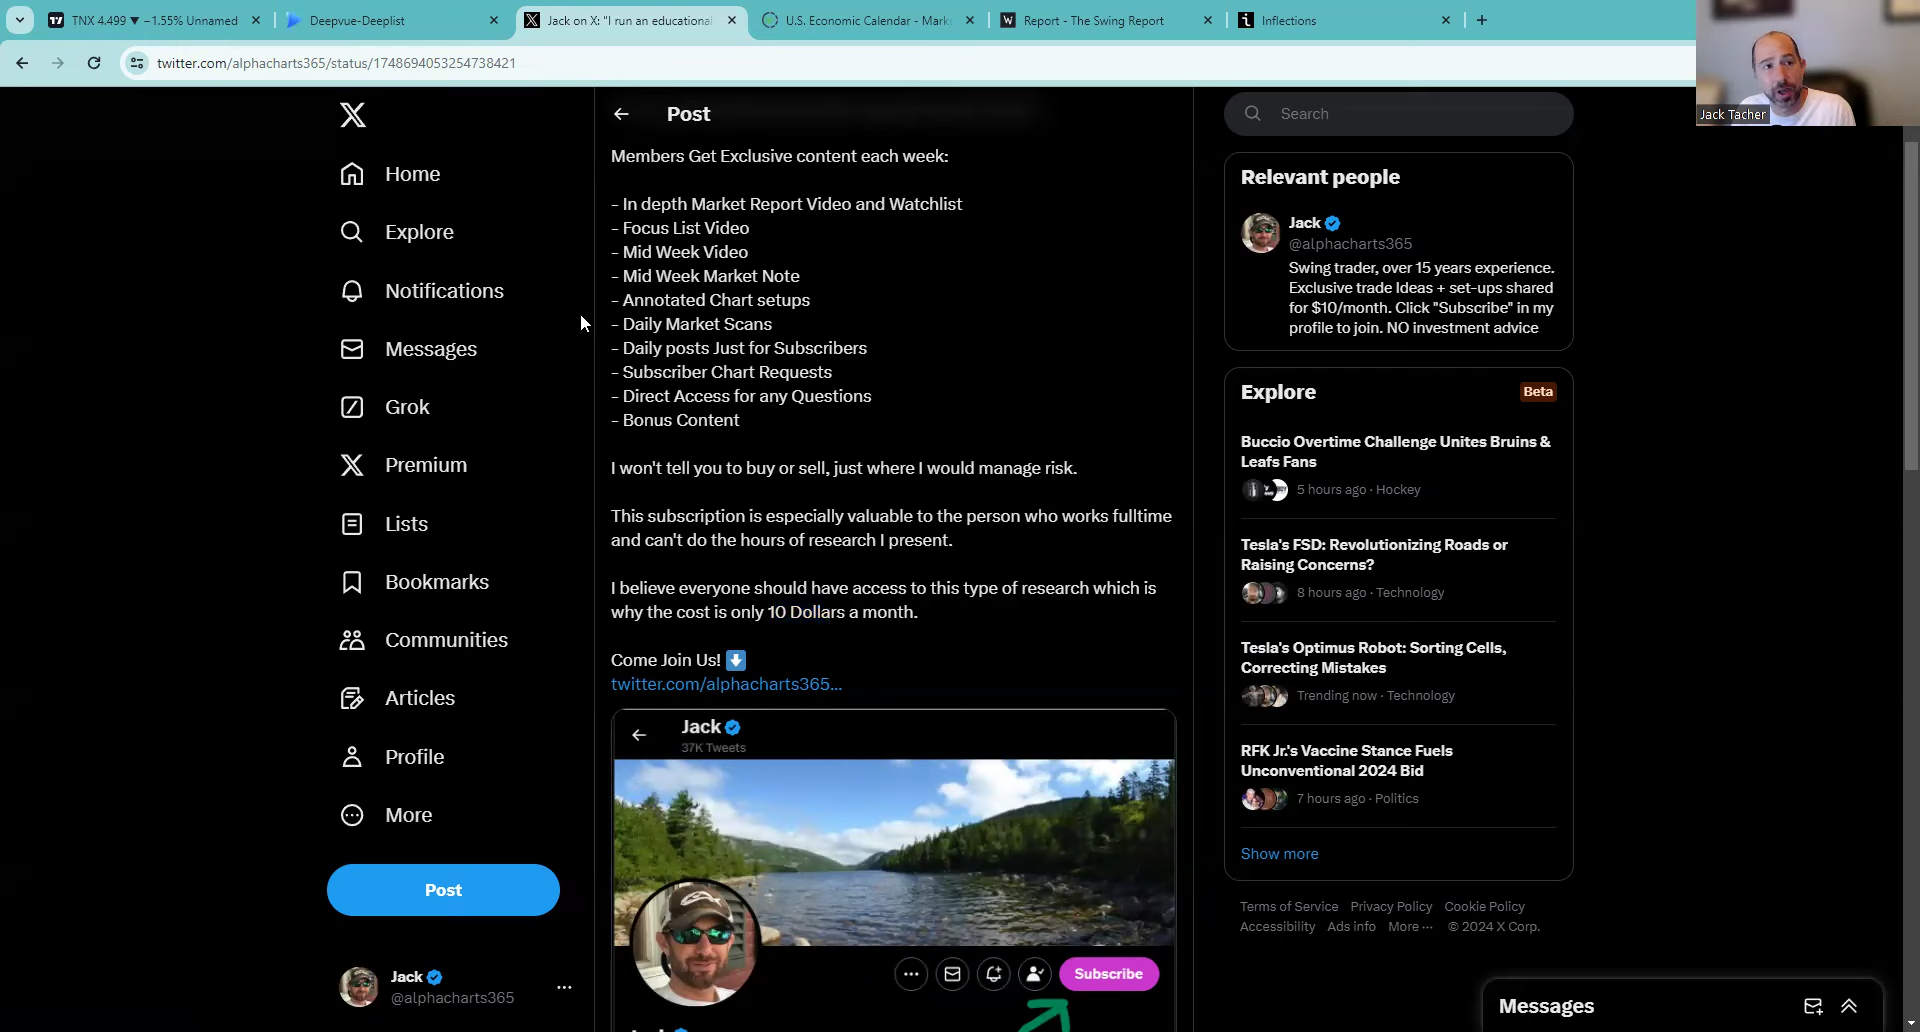 TNX 4.499 ▼ −1.55% Unnamed
Deepvue-Deeplist
Jack on X: "I run an educational
U.S. Economic Calendar - Mark
Report - The Swing Report
Inflections
twitter.com/alphacharts365/status/1748694053254738421
Jack Tacher
Home
Explore
Notifications
Messages
Grok
Premium
Lists
Bookmarks
Communities
Articles
Profile
More
Post
Jack
@alphacharts365
Post
Members Get Exclusive content each week:
- In depth Market Report Video and Watchlist
- Focus List Video
- Mid Week Video
- Mid Week Market Note
- Annotated Chart setups
- Daily Market Scans
- Daily posts Just for Subscribers
- Subscriber Chart Requests
- Direct Access for any Questions
- Bonus Content
I won't tell you to buy or sell, just where I would manage risk.
This subscription is especially valuable to the person who works fulltime
and can't do the hours of research I present.
I believe everyone should have access to this type of research which is
why the cost is only 10 Dollars a month.
Come Join Us! ⬇️
twitter.com/alphacharts365...
Jack
37K Tweets
Subscribe
Search
Relevant people
Jack
@alphacharts365
Swing trader, over 15 years experience.
Exclusive trade Ideas + set-ups shared
for $10/month. Click "Subscribe" in my
profile to join. NO investment advice
Explore
Beta
Buccio Overtime Challenge Unites Bruins &
Leafs Fans
5 hours ago · Hockey
Tesla's FSD: Revolutionizing Roads or
Raising Concerns?
8 hours ago · Technology
Tesla's Optimus Robot: Sorting Cells,
Correcting Mistakes
Trending now · Technology
RFK Jr.'s Vaccine Stance Fuels
Unconventional 2024 Bid
7 hours ago · Politics
Show more
Terms of Service Privacy Policy Cookie Policy
Accessibility Ads info More ··· © 2024 X Corp.
Messages